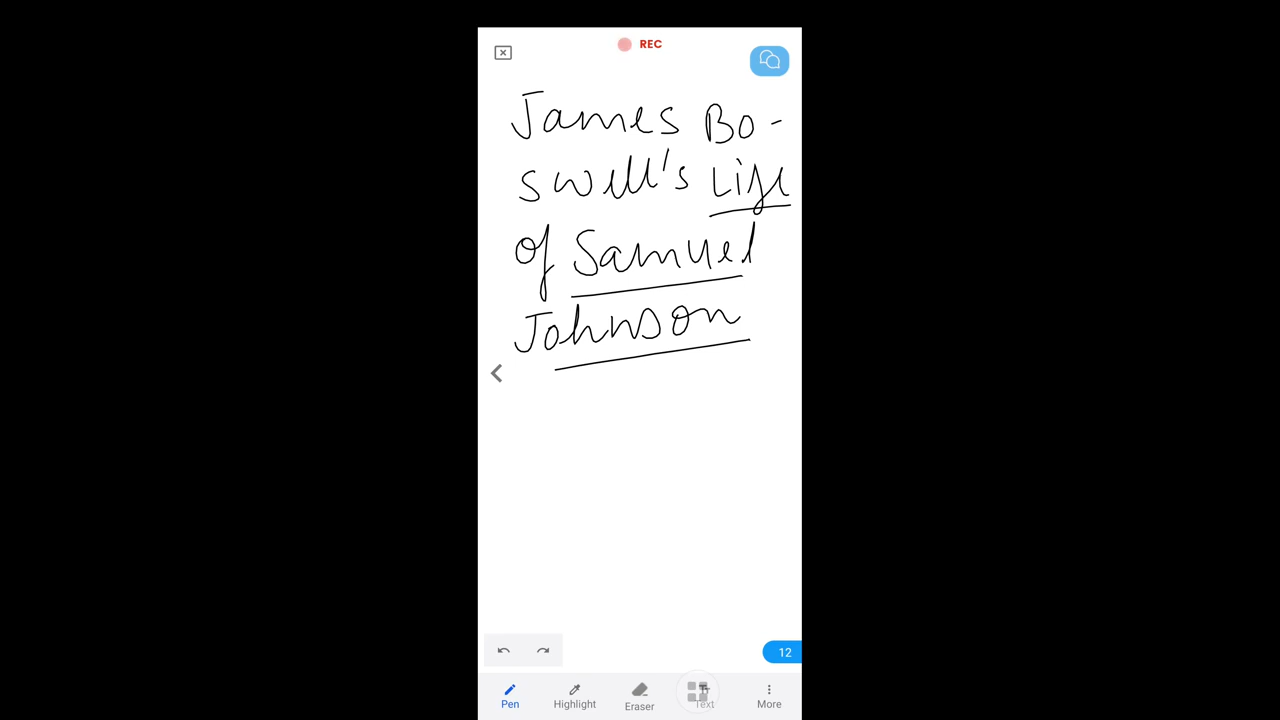 REC
James Bo-
swell's Life
of Samuel
Johnson
12
Pen Highlight Eraser Text More